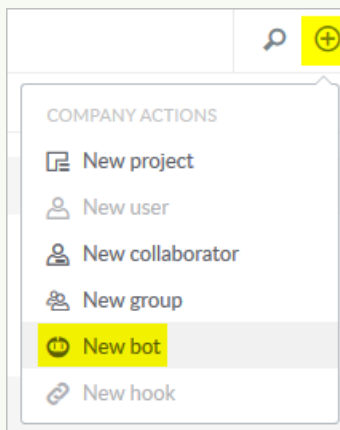 COMPANY ACTIONS
New project
New user
New collaborator
New group
New bot
New hook